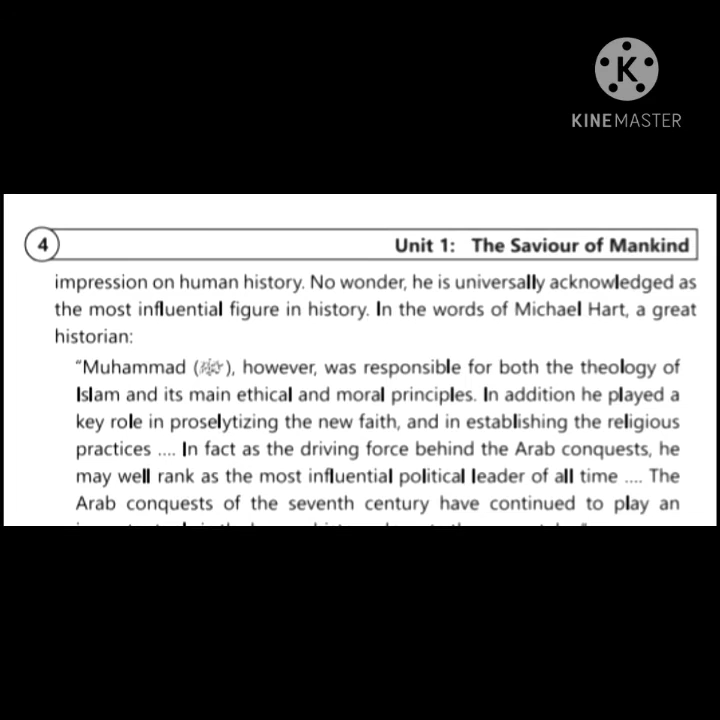 K
KINEMASTER
4
Unit 1: The Saviour of Mankind
impression on human history. No wonder, he is universally acknowledged as
the most influential figure in history. In the words of Michael Hart, a great
historian:
“Muhammad (ﷺ), however, was responsible for both the theology of
Islam and its main ethical and moral principles. In addition he played a
key role in proselytizing the new faith, and in establishing the religious
practices .... In fact as the driving force behind the Arab conquests, he
may well rank as the most influential political leader of all time .... The
Arab conquests of the seventh century have continued to play an